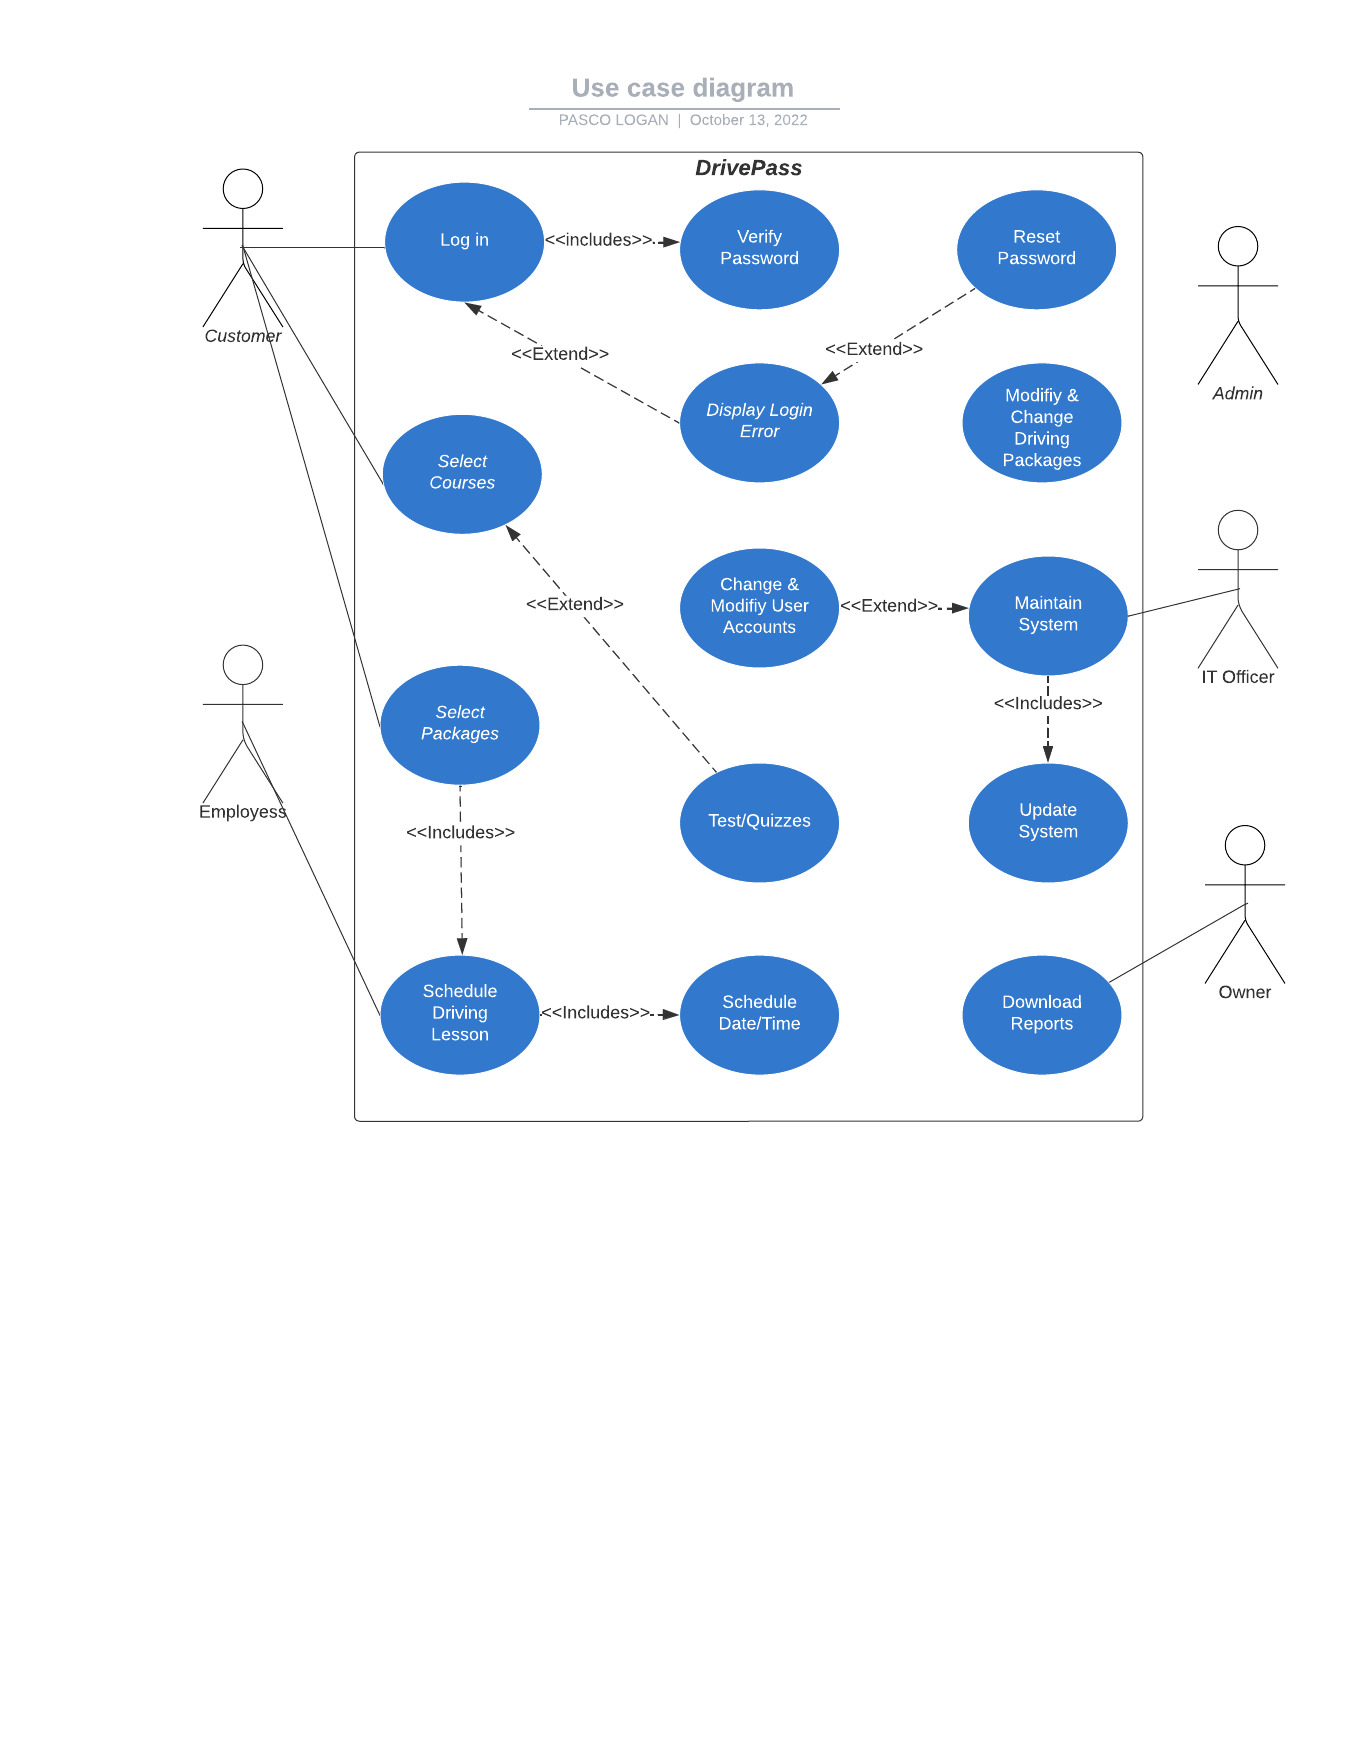 Use case diagram
PASCO LOGAN | October 13, 2022
DrivePass
Log in
<<includes>>
Verify
Password
Reset
Password
Customer
<<Extend>>
<<Extend>>
Admin
Display Login
Error
Modifiy &
Change
Driving
Packages
Select
Courses
Change &
Modifiy User
Accounts
<<Extend>>
Maintain
System
<<Extend>>
IT Officer
<<Includes>>
Select
Packages
Employess
<<Includes>>
Test/Quizzes
Update
System
Schedule
Driving
Lesson
<<Includes>>
Schedule
Date/Time
Download
Reports
Owner